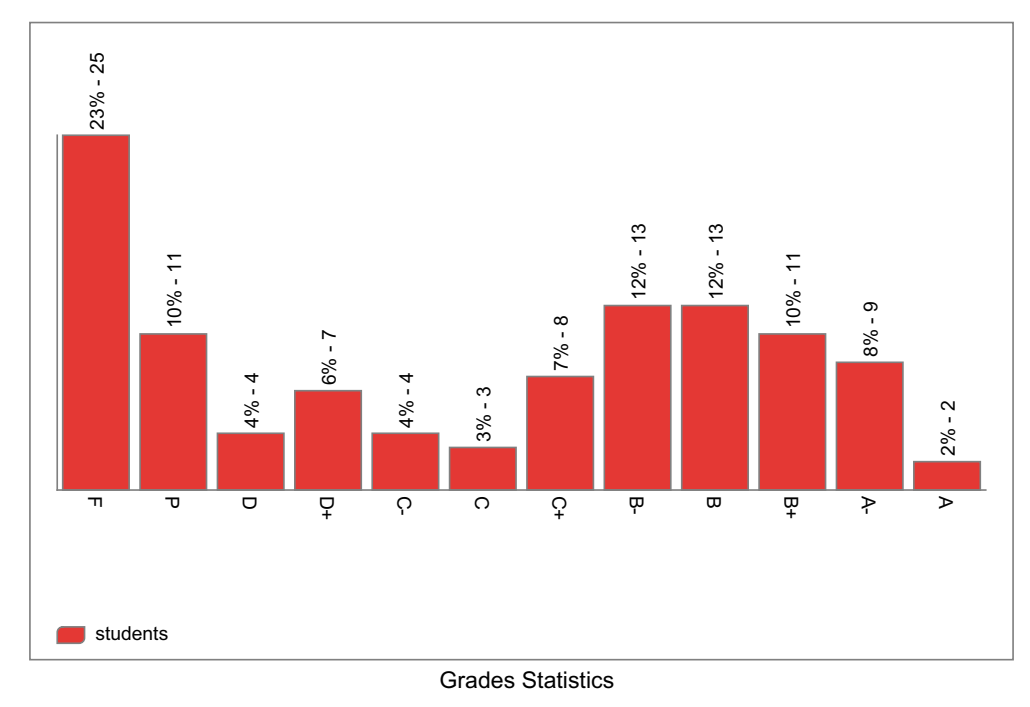 23% - 25
10% - 11
4% - 4
6% - 7
4% - 4
3% - 3
7% - 8
12% - 13
12% - 13
10% - 11
8% - 9
2% - 2
F
P
D
D+
C-
C
C+
B-
B
B+
A-
A
students
Grades Statistics